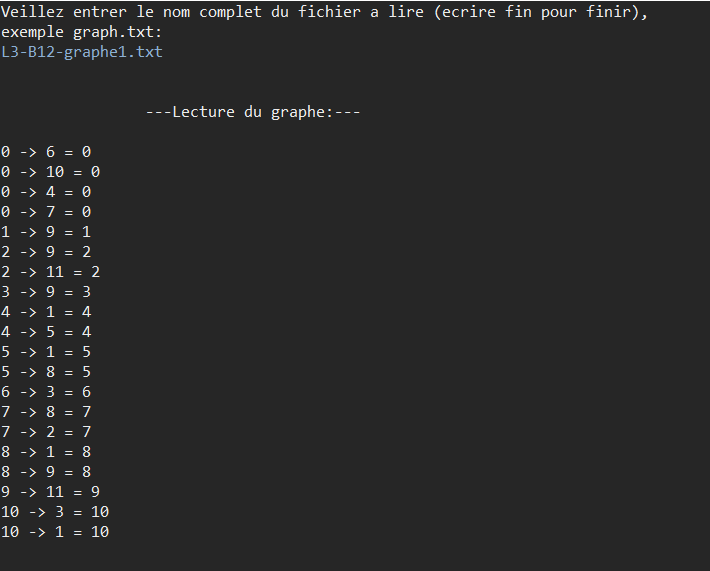 Veillez entrer le nom complet du fichier a lire (ecrire fin pour finir),
exemple graph.txt:
L3-B12-graphe1.txt
---Lecture du graphe:---
0 -> 6 = 0
0 -> 10 = 0
0 -> 4 = 0
0 -> 7 = 0
1 -> 9 = 1
2 -> 9 = 2
2 -> 11 = 2
3 -> 9 = 3
4 -> 1 = 4
4 -> 5 = 4
5 -> 1 = 5
5 -> 8 = 5
6 -> 3 = 6
7 -> 8 = 7
7 -> 2 = 7
8 -> 1 = 8
8 -> 9 = 8
9 -> 11 = 9
10 -> 3 = 10
10 -> 1 = 10